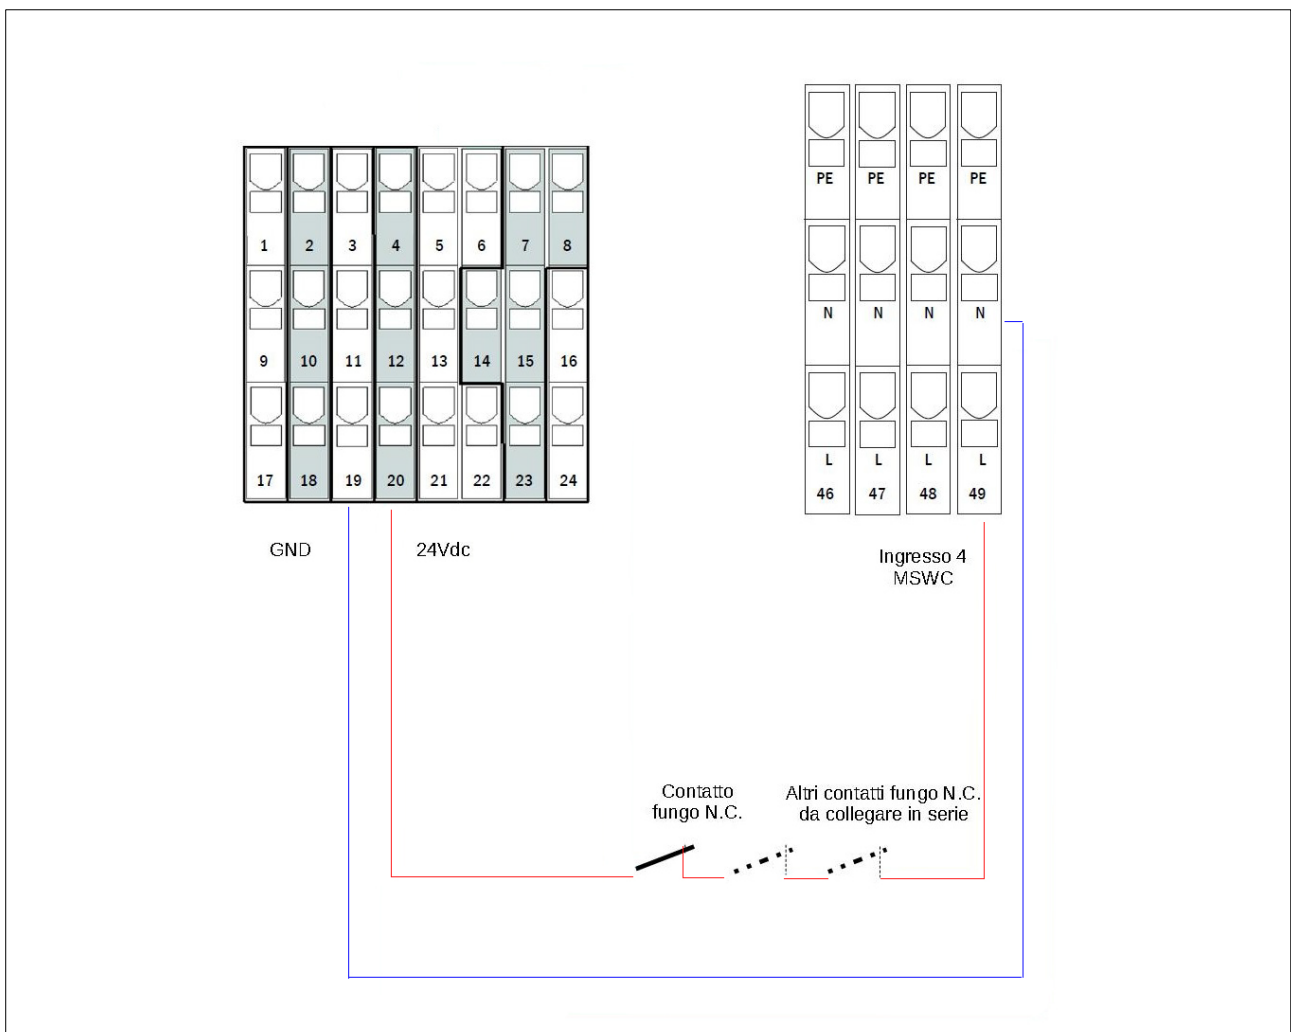 PE PE PE PE
1 2 3 4 5 6 7 8
N N N N
9 10 11 12 13 14 15 16
L L L L
17 18 19 20 21 22 23 24
46 47 48 49
GND 24Vdc
Ingresso 4
MSWC
Contatto
fungo N.C.
Altri contatti fungo N.C.
da collegare in serie